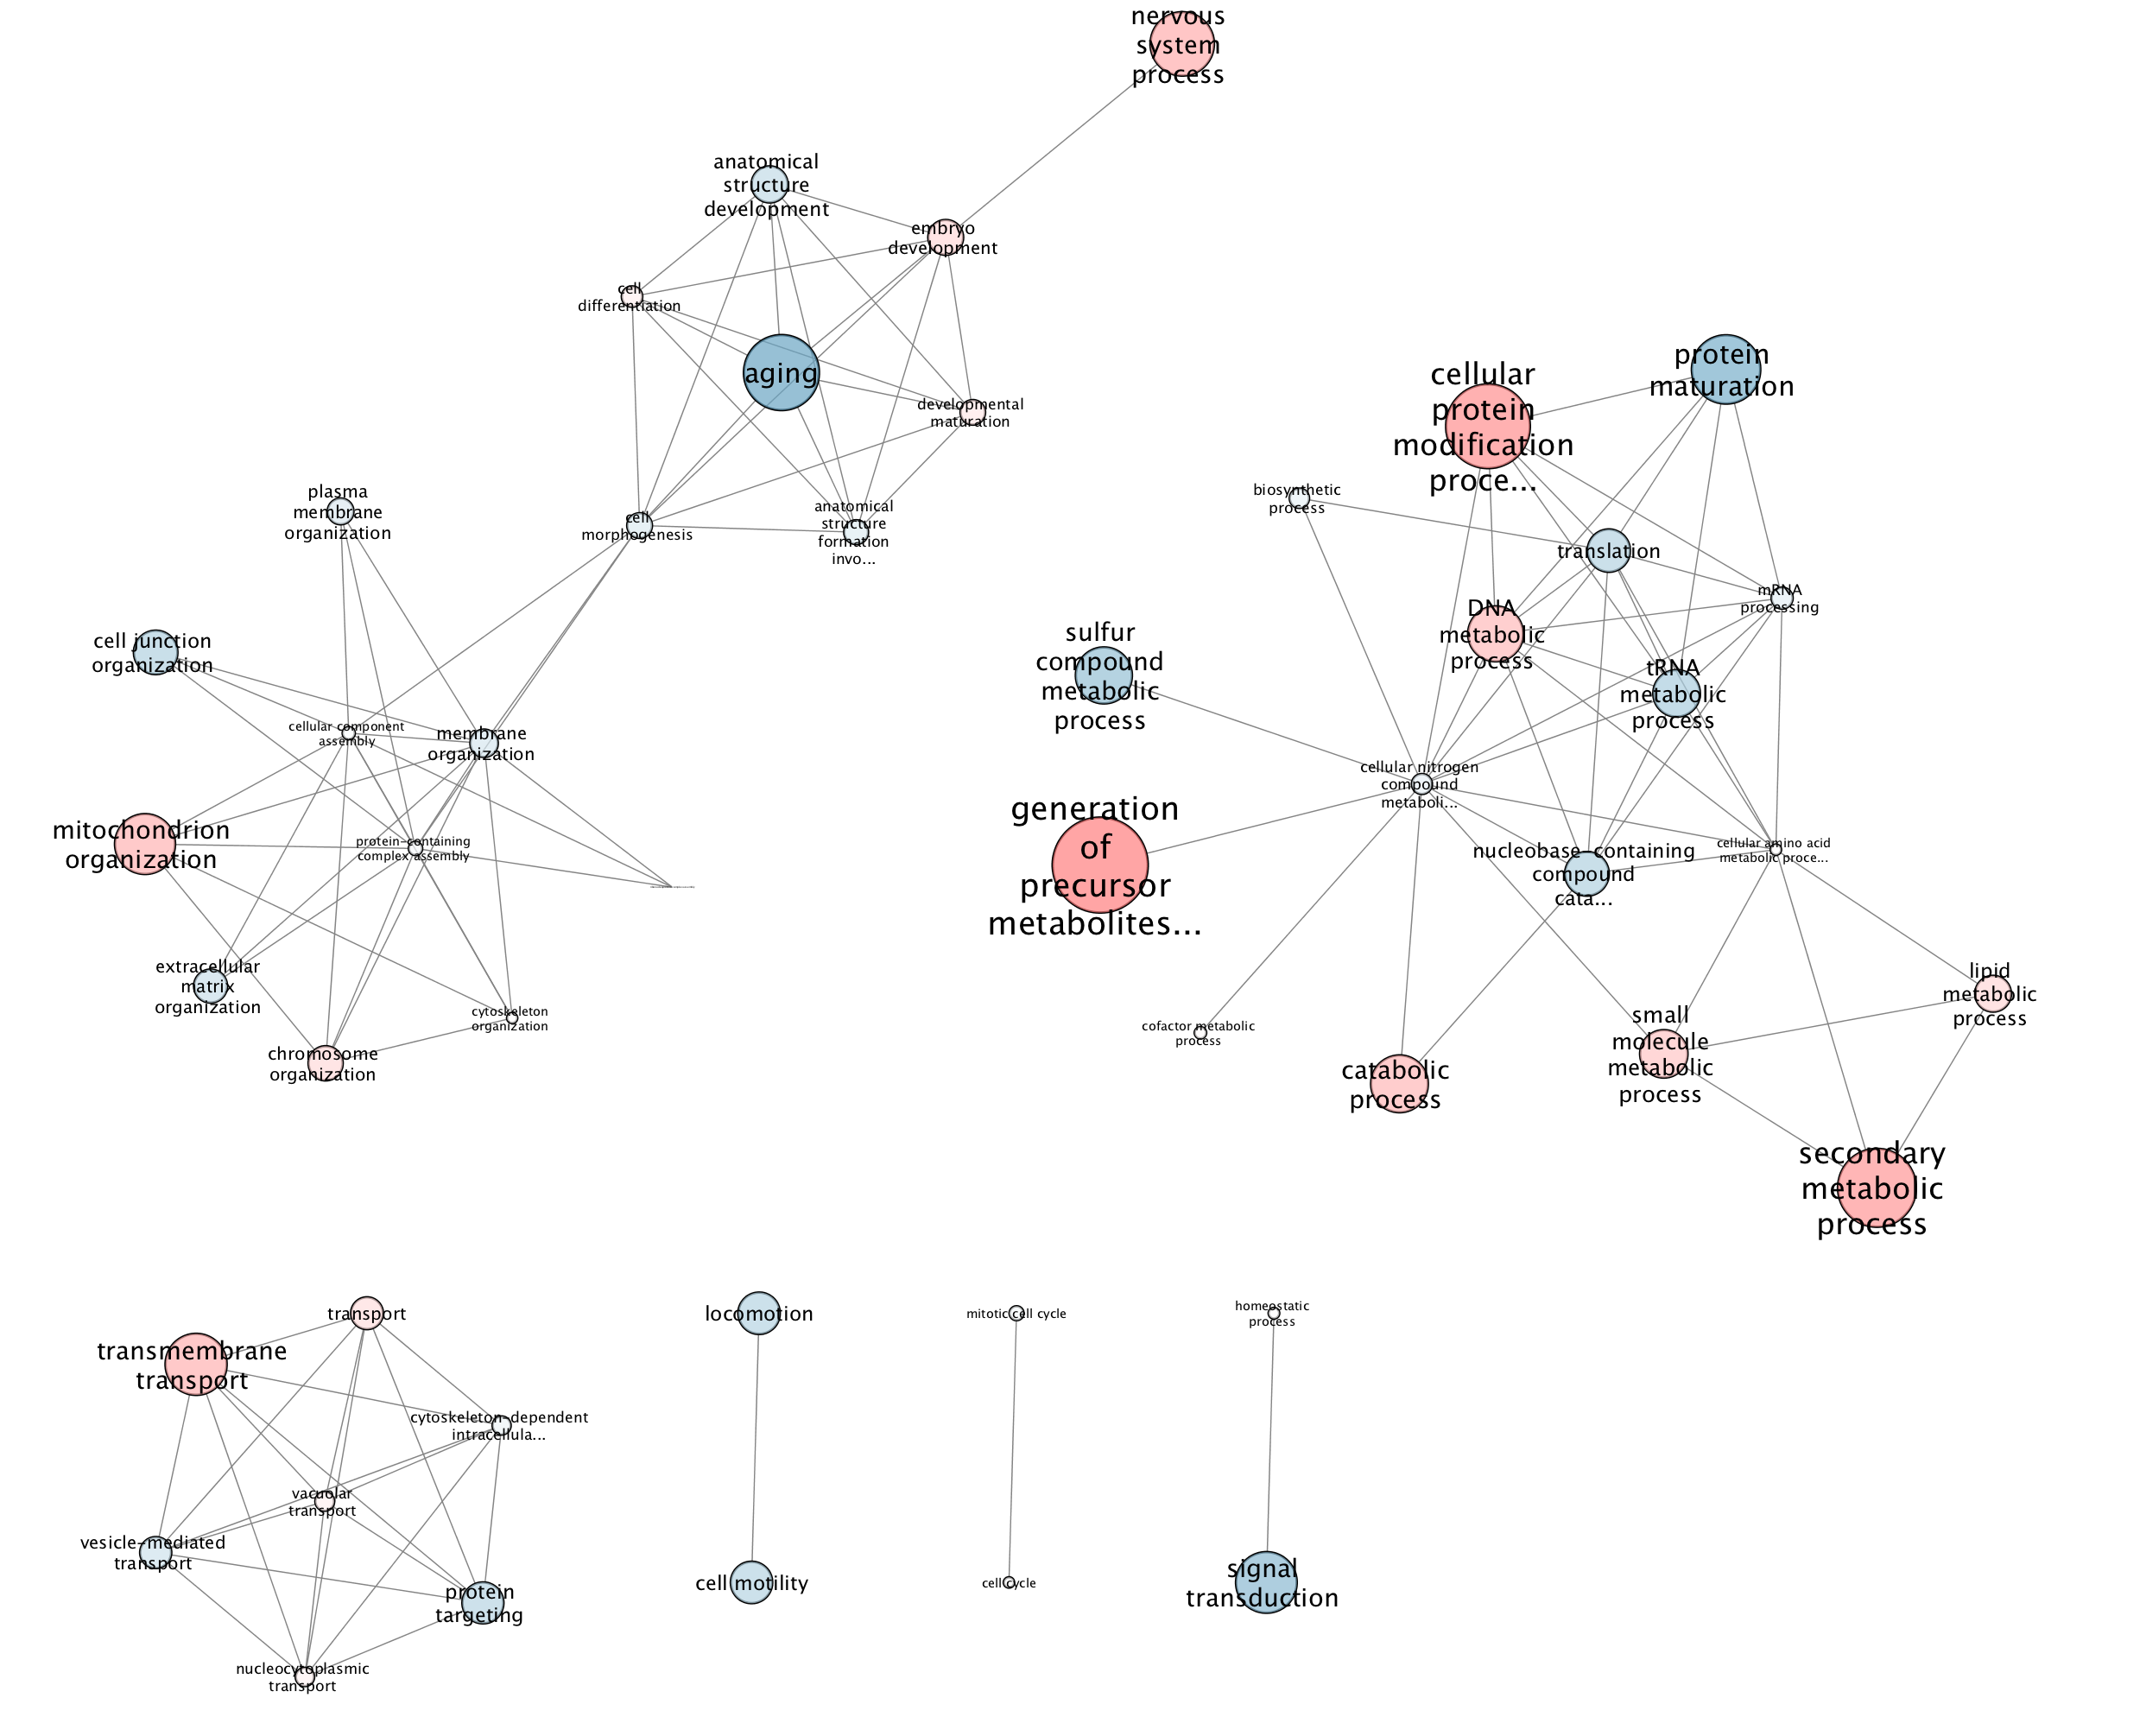 nervous
system
process
anatomical
structure
development
embryo
development
cell
differentiation
aging
developmental
maturation
cell
morphogenesis
anatomical
structure
formation
invo...
plasma
membrane
organization
cell junction
organization
cellular component
assembly
membrane
organization
mitochondrion
organization
protein-containing
complex assembly
extracellular
matrix
organization
cytoskeleton
organization
chromosome
organization
protein
maturation
cellular
protein
modification
proce...
biosynthetic
process
translation
mRNA
processing
DNA
metabolic
process
tRNA
metabolic
process
sulfur
compound
metabolic
process
cellular nitrogen
compound
metaboli...
generation
of
precursor
metabolites...
nucleobase-containing
compound
cata...
cellular amino acid
metabolic proce...
cofactor metabolic
process
catabolic
process
small
molecule
metabolic
process
lipid
metabolic
process
secondary
metabolic
process
transport
transmembrane
transport
cytoskeleton-dependent
intracellula...
vacuolar
transport
vesicle-mediated
transport
protein
targeting
nucleocytoplasmic
transport
locomotion
cell motility
mitotic cell cycle
cell cycle
homeostatic
process
signal
transduction